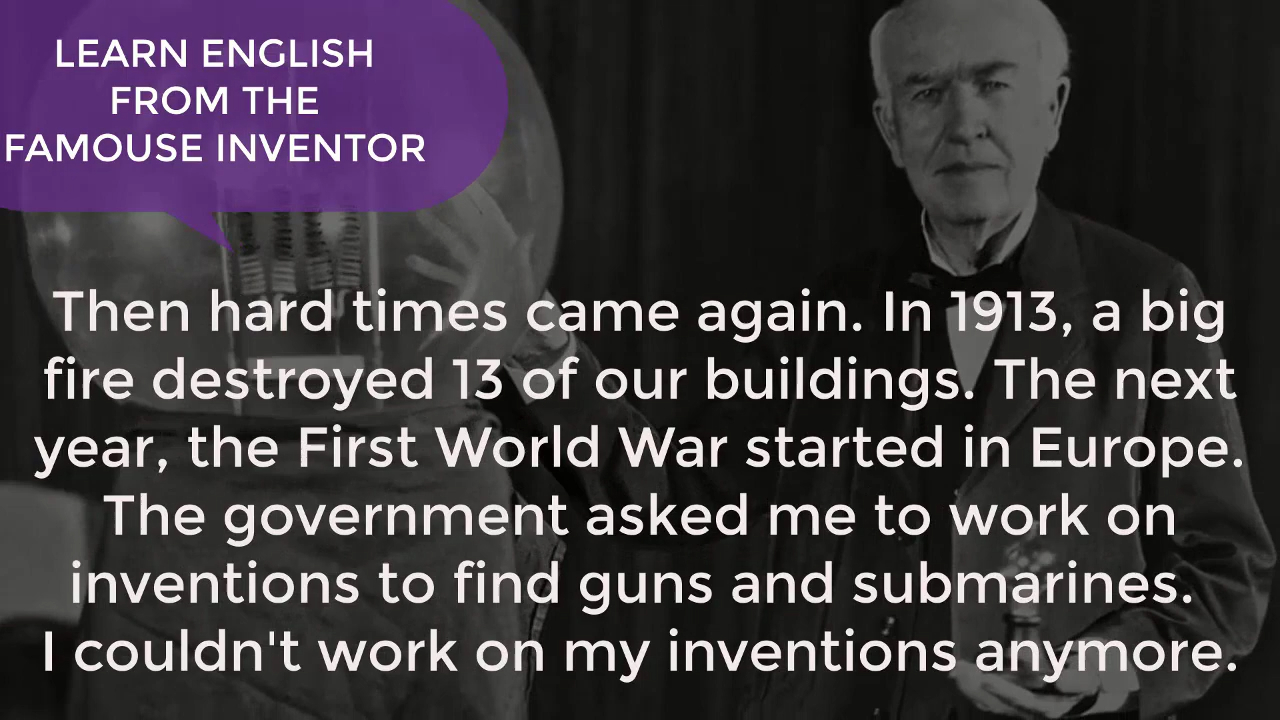 LEARN ENGLISH
FROM THE
FAMOUSE INVENTOR
Then hard times came again. In 1913, a big
fire destroyed 13 of our buildings. The next
year, the First World War started in Europe.
The government asked me to work on
inventions to find guns and submarines.
I couldn't work on my inventions anymore.